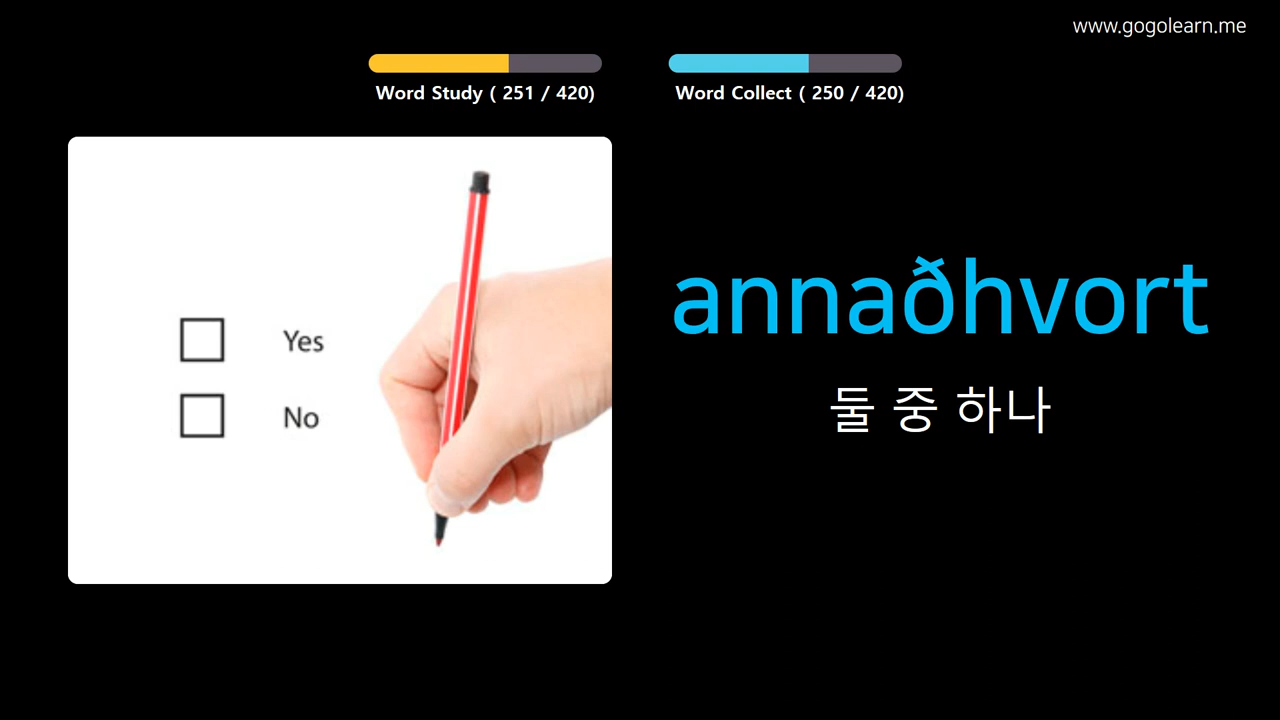 www.gogolearn.me
Word Study ( 251 / 420)
Word Collect ( 250 / 420)
Yes
No
annaðhvort
둘 중 하나